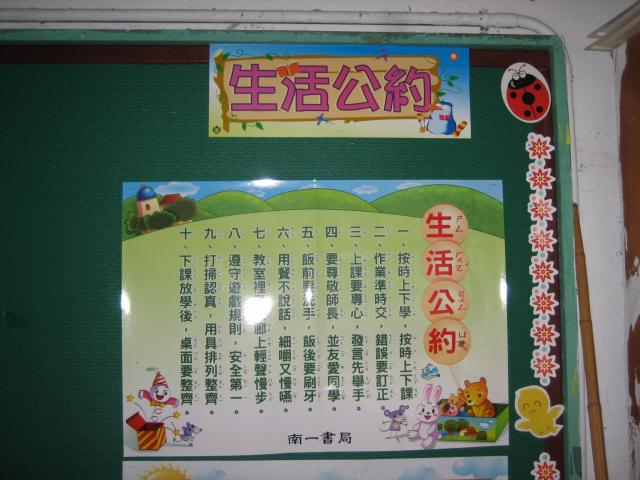 生活公約
生活公約
一、按時上下學，按時上下課。
二、作業準時交，錯誤要訂正。
三、上課要專心，發言先舉手。
四、要尊敬師長，並友愛同學。
五、飯前要洗手，飯後要刷牙。
六、用餐不說話，細嚼又慢嚥。
七、教室裡廊上輕聲慢步。
八、遵守遊戲規則，安全第一。
九、打掃認真，用具排列整齊。
十、下課放學後，桌面要整齊。
南一書局